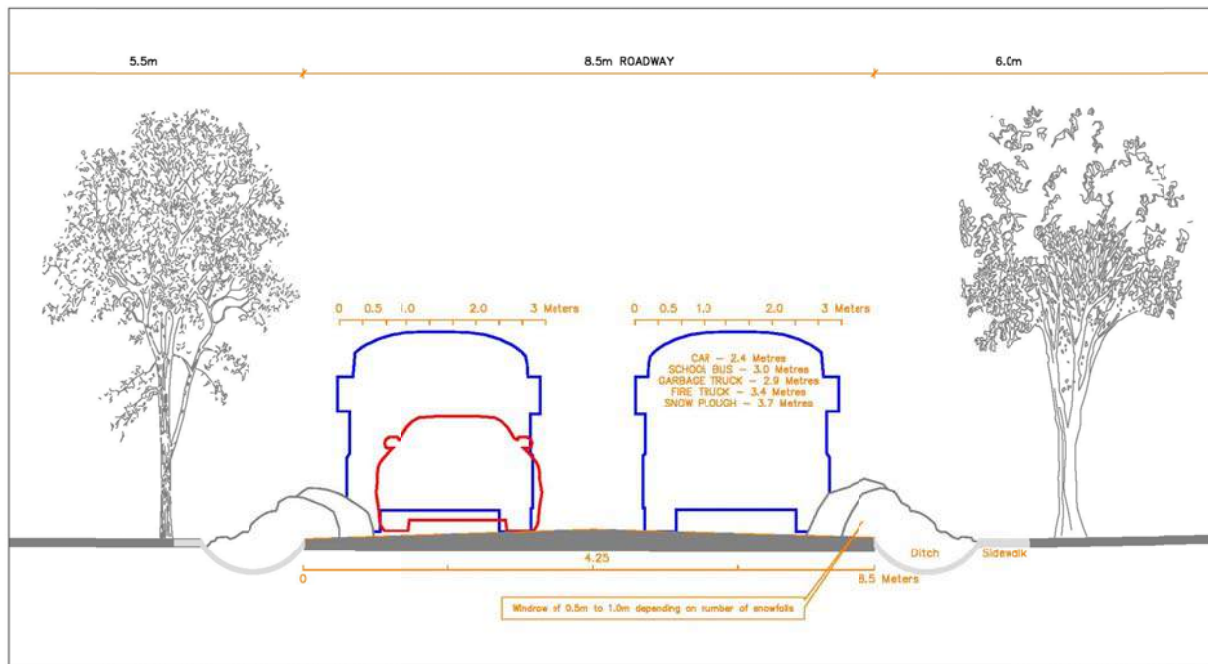 5.5m
8.5m ROADWAY
6.0m
0 0.5 1.0 2.0 3 Meters
0 0.5 1.0 2.0 3 Meters
CAR – 2.4 Metres
SCHOOL BUS – 3.0 Metres
GARBAGE TRUCK – 2.9 Metres
FIRE TRUCK – 3.4 Metres
SNOW PLOUGH – 3.7 Metres
Ditch
Sidewalk
4.25
0
8.5 Meters
Windrow of 0.5m to 1.0m depending on number of snowfalls